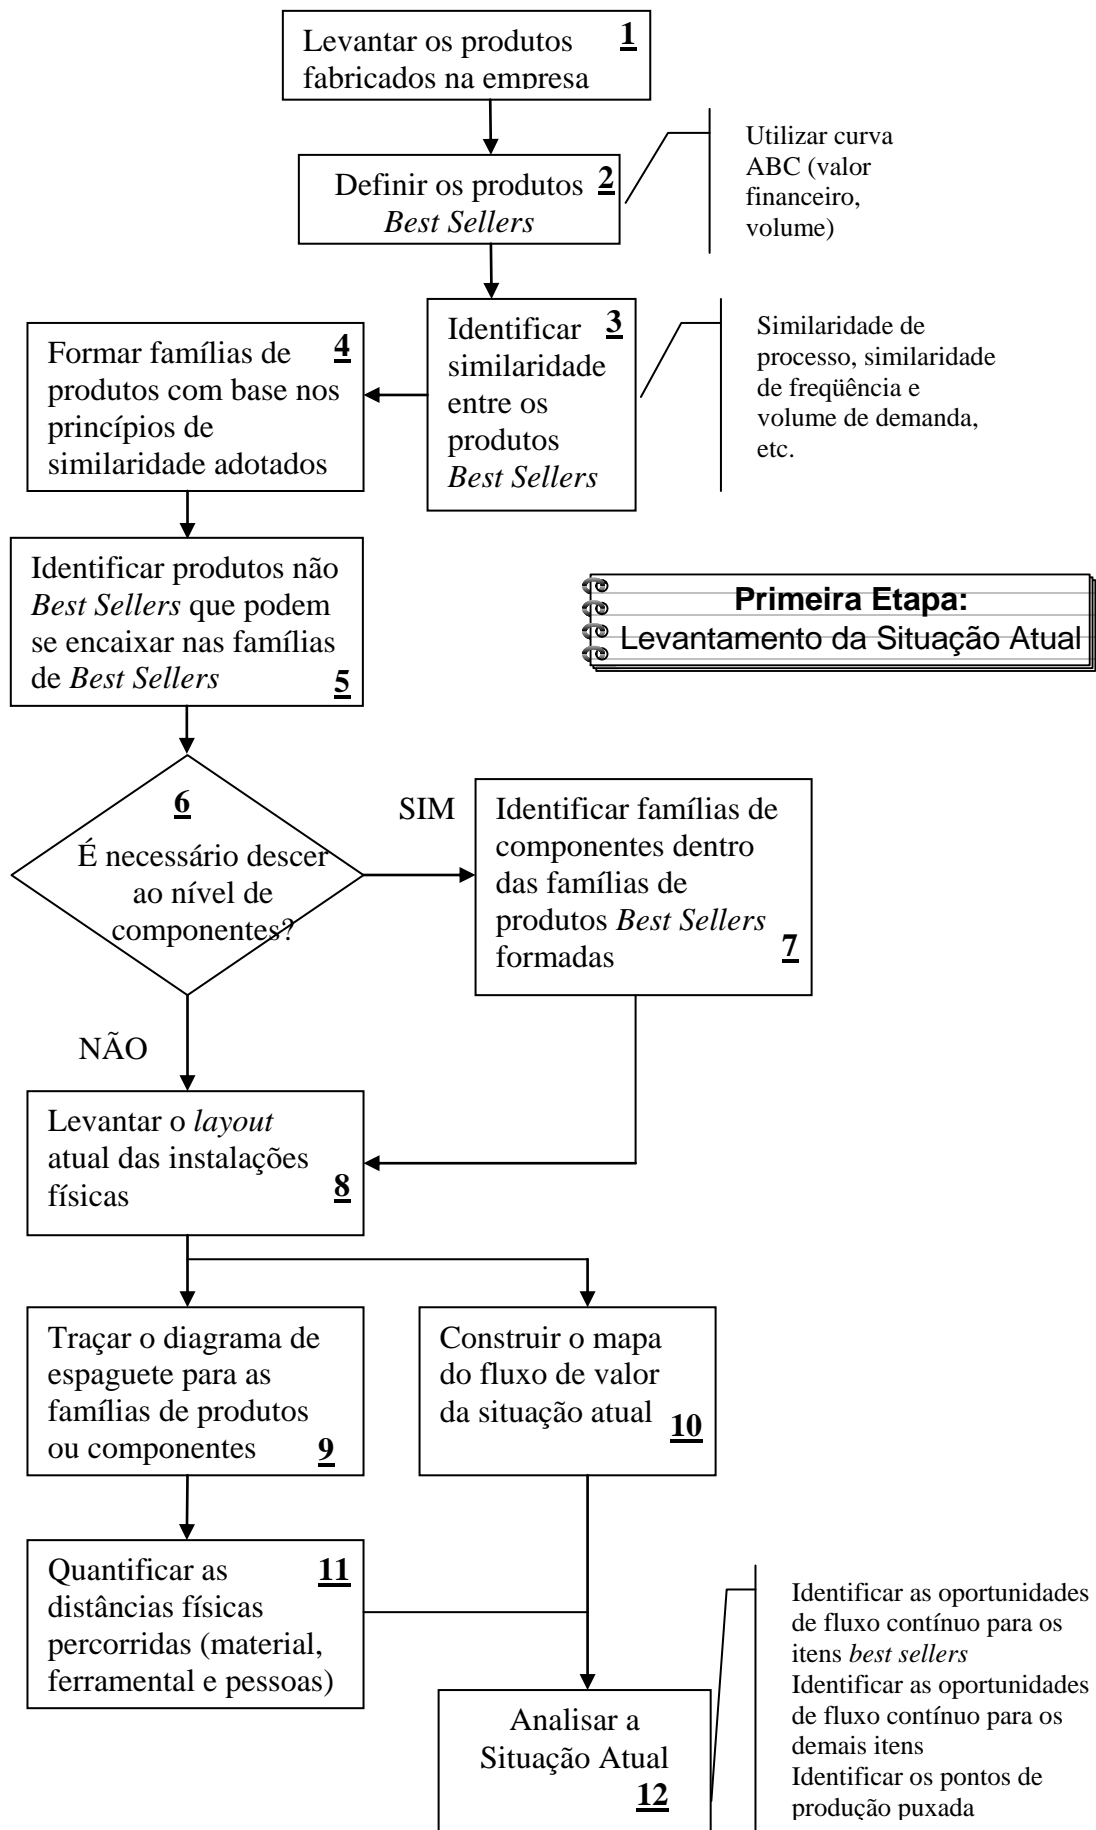 Levantar os produtos
fabricados na empresa
1
Definir os produtos
Best Sellers
2
Utilizar curva
ABC (valor
financeiro,
volume)
Identificar
similaridade
entre os
produtos
Best Sellers
3
Similaridade de
processo, similaridade
de freqüência e
volume de demanda,
etc.
Formar famílias de
produtos com base nos
princípios de
similaridade adotados
4
Identificar produtos não
Best Sellers que podem
se encaixar nas famílias
de Best Sellers
5
Primeira Etapa:
Levantamento da Situação Atual
6
É necessário descer
ao nível de
componentes?
SIM
NÃO
Identificar famílias de
componentes dentro
das famílias de
produtos Best Sellers
formadas
7
Levantar o layout
atual das instalações
físicas
8
Traçar o diagrama de
espaguete para as
famílias de produtos
ou componentes
9
Construir o mapa
do fluxo de valor
da situação atual
10
Quantificar as
distâncias físicas
percorridas (material,
ferramental e pessoas)
11
Analisar a
Situação Atual
12
Identificar as oportunidades
de fluxo contínuo para os
itens best sellers
Identificar as oportunidades
de fluxo contínuo para os
demais itens
Identificar os pontos de
produção puxada